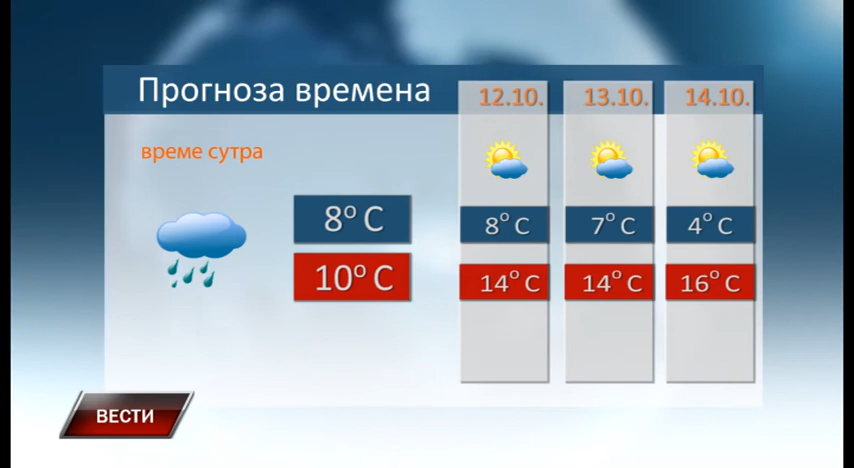 Прогноза времена
време сутра
8° C
10° C
12.10. 13.10. 14.10.
8° C 7° C 4° C
14° C 14° C 16° C
ВЕСТИ